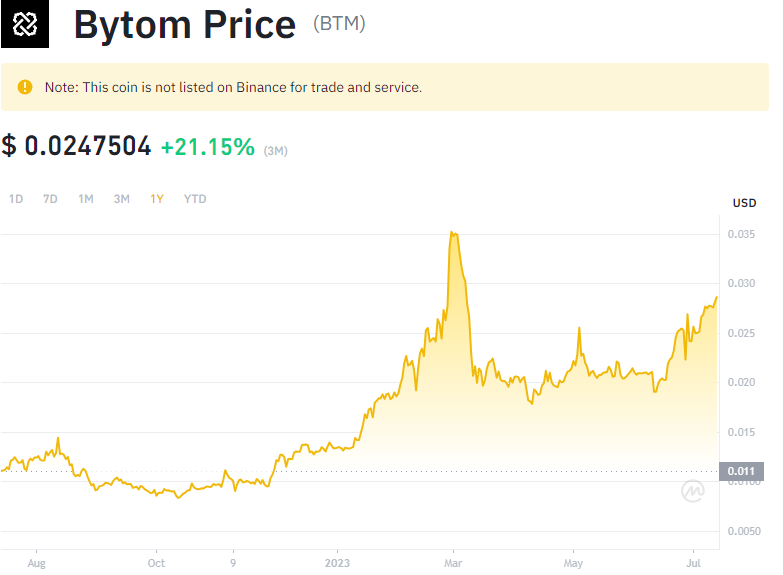 Bytom Price (BTM)
Note: This coin is not listed on Binance for trade and service.
$ 0.0247504 +21.15% (3M)
1D 7D 1M 3M 1Y YTD
USD
0.035
0.030
0.025
0.020
0.015
0.011
0.0100
0.0050
Aug Oct 9 2023 Mar May Jul